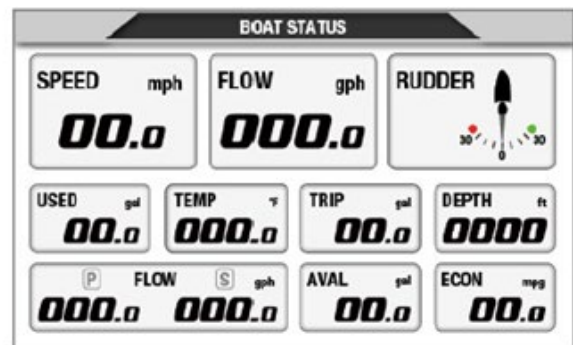 BOAT STATUS
SPEED mph FLOW gph RUDDER
00.0 000.0 30 0 30
USED gal TEMP °F TRIP gal DEPTH ft
00.0 000.0 00.0 0000
P FLOW S gph AVAL gal ECON mpg
000.0 000.0 00.0 00.0